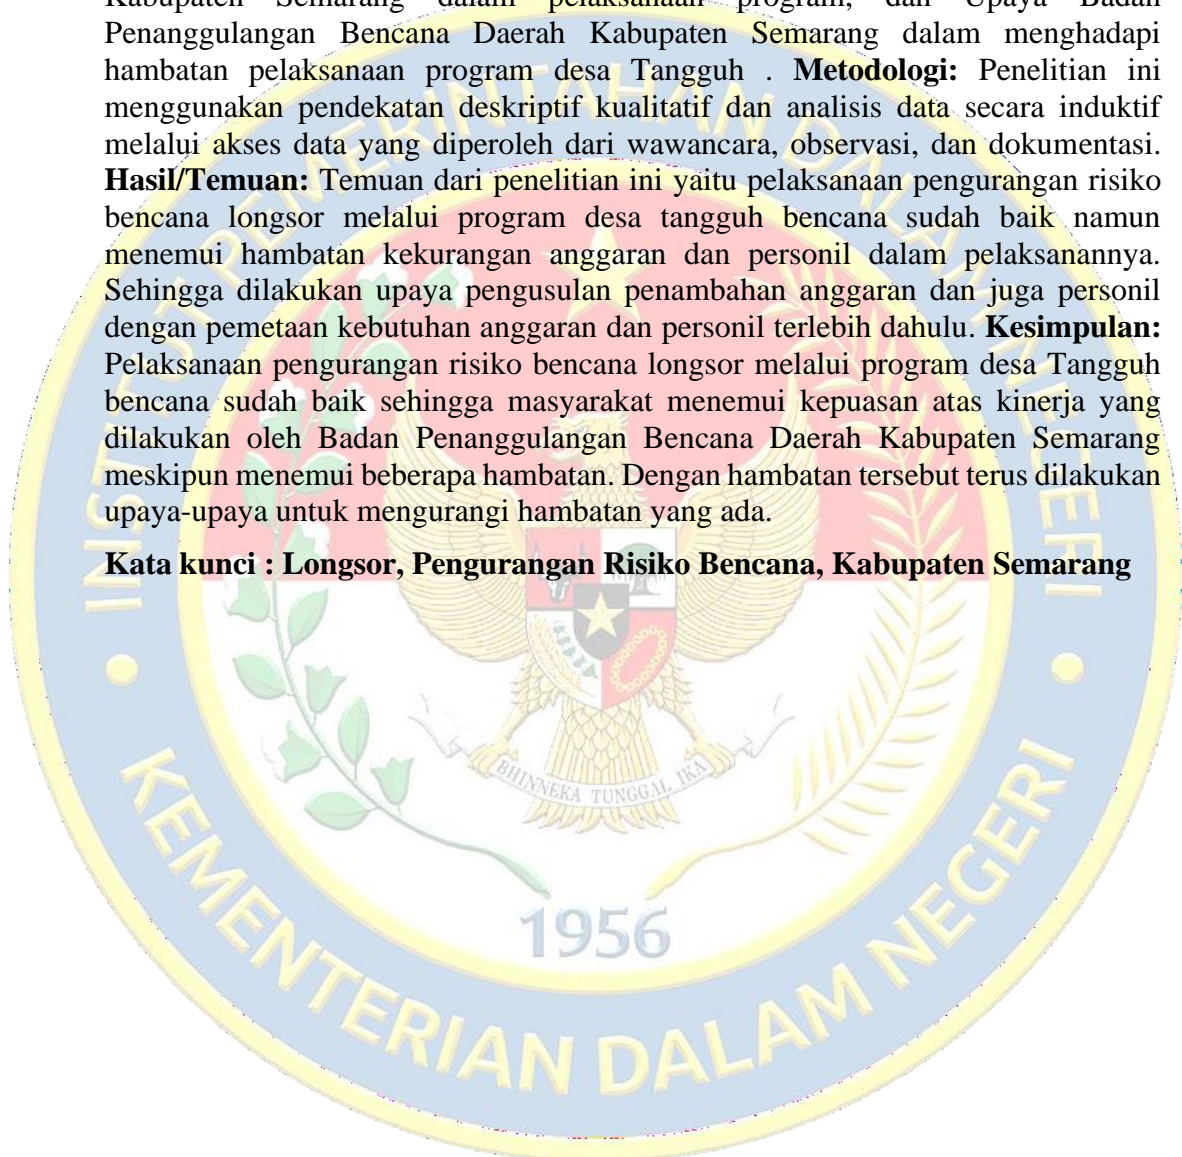 Kabupaten Semarang dalam pelaksanaan program, dan Upaya Badan
Penanggulangan Bencana Daerah Kabupaten Semarang dalam menghadapi
hambatan pelaksanaan program desa Tangguh . Metodologi: Penelitian ini
menggunakan pendekatan deskriptif kualitatif dan analisis data secara induktif
melalui akses data yang diperoleh dari wawancara, observasi, dan dokumentasi.
Hasil/Temuan: Temuan dari penelitian ini yaitu pelaksanaan pengurangan risiko
bencana longsor melalui program desa tangguh bencana sudah baik namun
menemui hambatan kekurangan anggaran dan personil dalam pelaksanannya.
Sehingga dilakukan upaya pengusulan penambahan anggaran dan juga personil
dengan pemetaan kebutuhan anggaran dan personil terlebih dahulu. Kesimpulan:
Pelaksanaan pengurangan risiko bencana longsor melalui program desa Tangguh
bencana sudah baik sehingga masyarakat menemui kepuasan atas kinerja yang
dilakukan oleh Badan Penanggulangan Bencana Daerah Kabupaten Semarang
meskipun menemui beberapa hambatan. Dengan hambatan tersebut terus dilakukan
upaya-upaya untuk mengurangi hambatan yang ada.
Kata kunci : Longsor, Pengurangan Risiko Bencana, Kabupaten Semarang
INSTITUT PEMERINTAHAN DALAM NEGERI
BHINNEKA TUNGGAL IKA
1956
KEMENTERIAN DALAM NEGERI